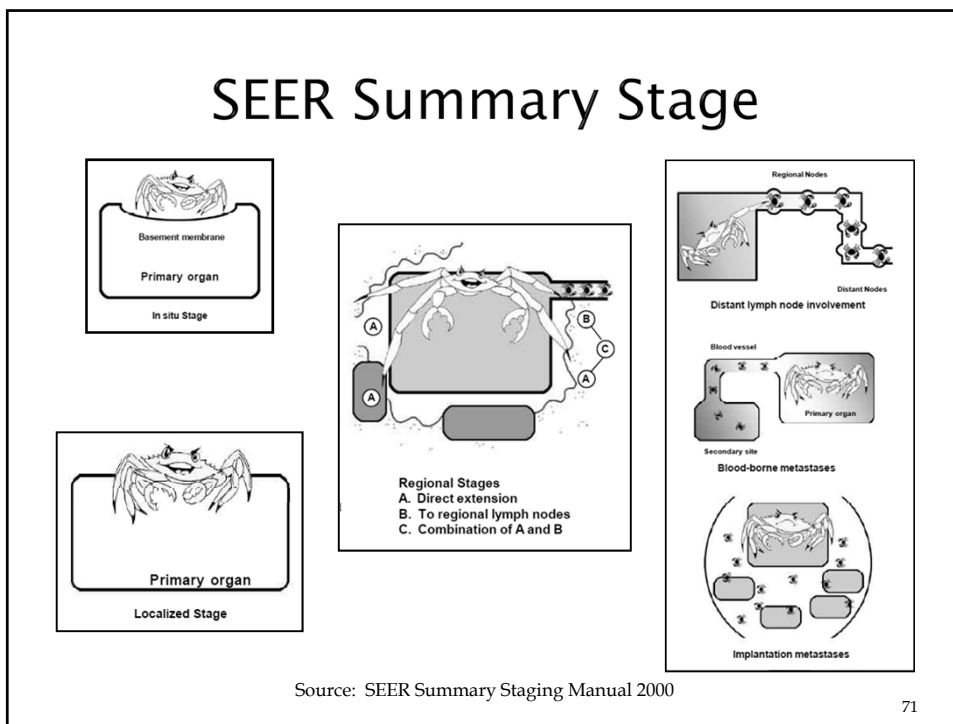 SEER Summary Stage
Basement membrane
Primary organ
In situ Stage
Primary organ
Localized Stage
A
B
C
A
A
Regional Stages
A. Direct extension
B. To regional lymph nodes
C. Combination of A and B
Regional Nodes
Distant Nodes
Distant lymph node involvement
Blood vessel
Primary organ
Secondary site
Blood-borne metastases
Implantation metastases
Source: SEER Summary Staging Manual 2000
71